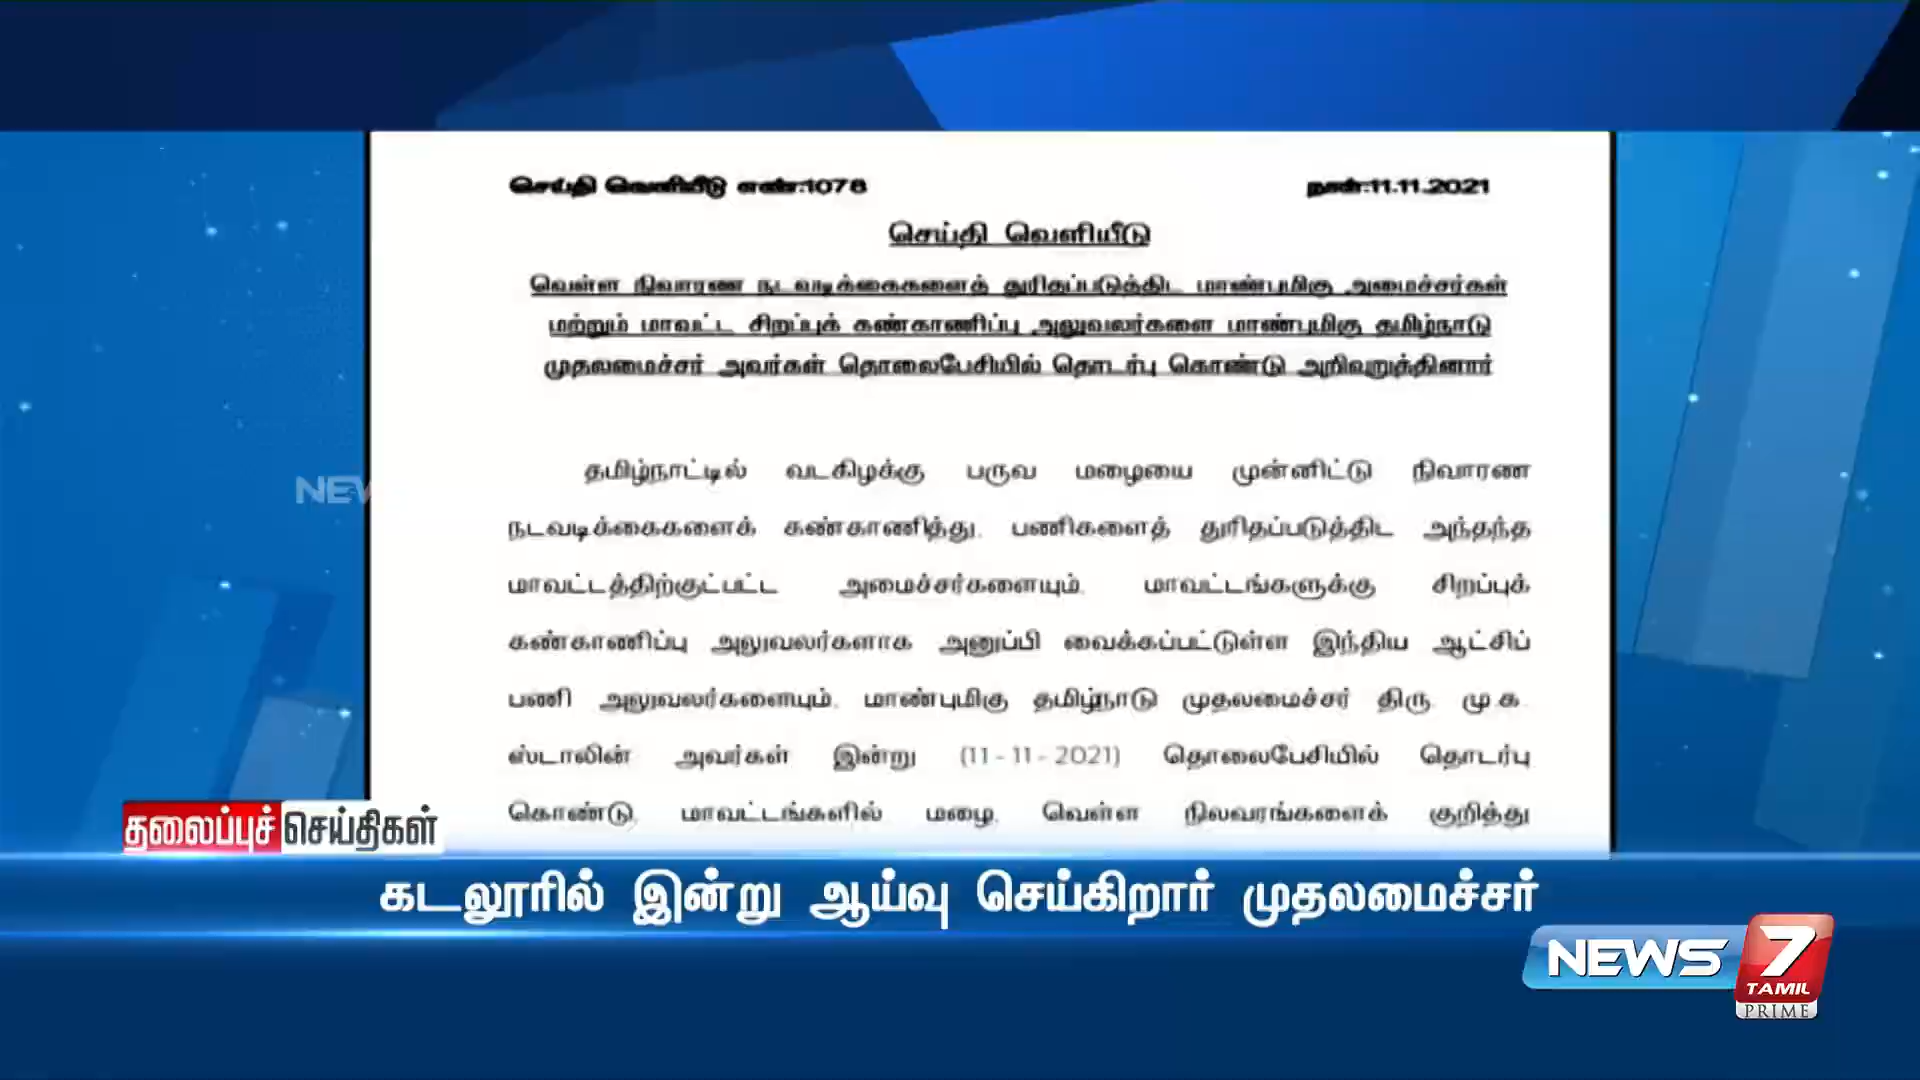 செய்தி வெளியீடு எண்:1078 நாள்:11.11.2021
செய்தி வெளியீடு
வெள்ள நிவாரண நடவடிக்கைகளைத் துரிதப்படுத்திட மாண்புமிகு அமைச்சர்கள்
மற்றும் மாவட்ட சிறப்புக் கண்காணிப்பு அலுவலர்களை மாண்புமிகு தமிழ்நாடு
முதலமைச்சர் அவர்கள் தொலைபேசியில் தொடர்பு கொண்டு அறிவுறுத்தினார்
தமிழ்நாட்டில் வடகிழக்கு பருவ மழையை முன்னிட்டு நிவாரண
நடவடிக்கைகளைக் கண்காணித்து, பணிகளைத் துரிதப்படுத்திட அந்தந்த
மாவட்டத்திற்குட்பட்ட அமைச்சர்களையும், மாவட்டங்களுக்கு சிறப்புக்
கண்காணிப்பு அலுவலர்களாக அனுப்பி வைக்கப்பட்டுள்ள இந்திய ஆட்சிப்
பணி அலுவலர்களையும், மாண்புமிகு தமிழ்நாடு முதலமைச்சர் திரு. மு.க.
ஸ்டாலின் அவர்கள் இன்று (11-11-2021) தொலைபேசியில் தொடர்பு
கொண்டு, மாவட்டங்களில் மழை, வெள்ள நிலவரங்களைக் குறித்து
தலைப்புச் செய்திகள்
கடலூரில் இன்று ஆய்வு செய்கிறார் முதலமைச்சர்
NEWS 7
TAMIL
PRIME